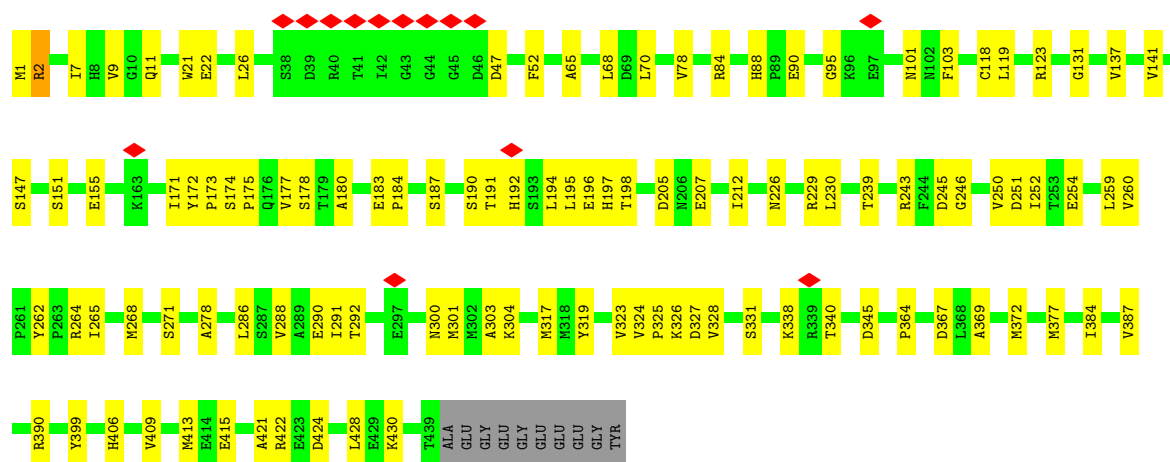 M1 R2 I7 H8 V9 G10 Q11 W21 E22 L26 S38 D39 R40 T41 I42 G43 G44 G45 D46 D47 F52 A65 L68 D69 L70 V78 R84 H88 P89 E90 G95 K96 E97 N101 N102 F103 C118 L119 R123 G131 V137 V141
S147 S151 E155 K163 I171 Y172 P173 S174 P175 Q176 V177 S178 T179 A180 E183 P184 S187 S190 T191 H192 S193 L194 L195 E196 H197 T198 D205 N206 E207 I212 N226 R229 L230 T239 R243 F244 D245 G246 V250 D251 I252 T253 E254 L259 V260
P261 Y262 P263 R264 I265 M268 S271 A278 L286 S287 V288 A289 E290 I291 T292 E297 N300 M301 M302 A303 K304 M317 M318 Y319 V323 V324 P325 K326 D327 V328 S331 K338 R339 T340 D345 P364 D367 L368 A369 M372 M377 I384 V387
R390 Y399 H406 V409 M413 E414 E415 A421 R422 E423 D424 L428 E429 K430 T439 ALA GLU GLY GLU GLY GLU GLU GLU GLY TYR